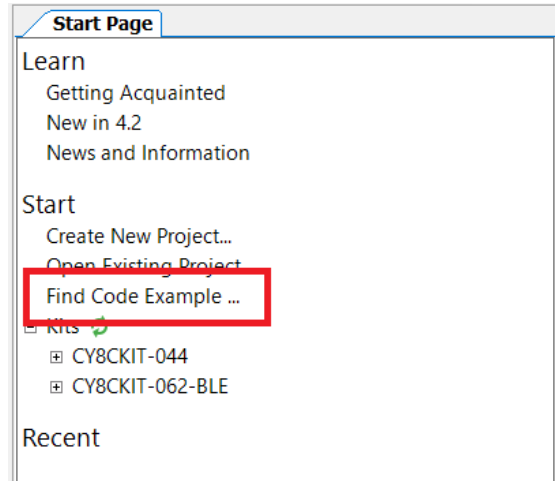 Start Page
Learn
Getting Acquainted
New in 4.2
News and Information
Start
Create New Project...
Open Existing Project
Find Code Example ...
Kits
CY8CKIT-044
CY8CKIT-062-BLE
Recent